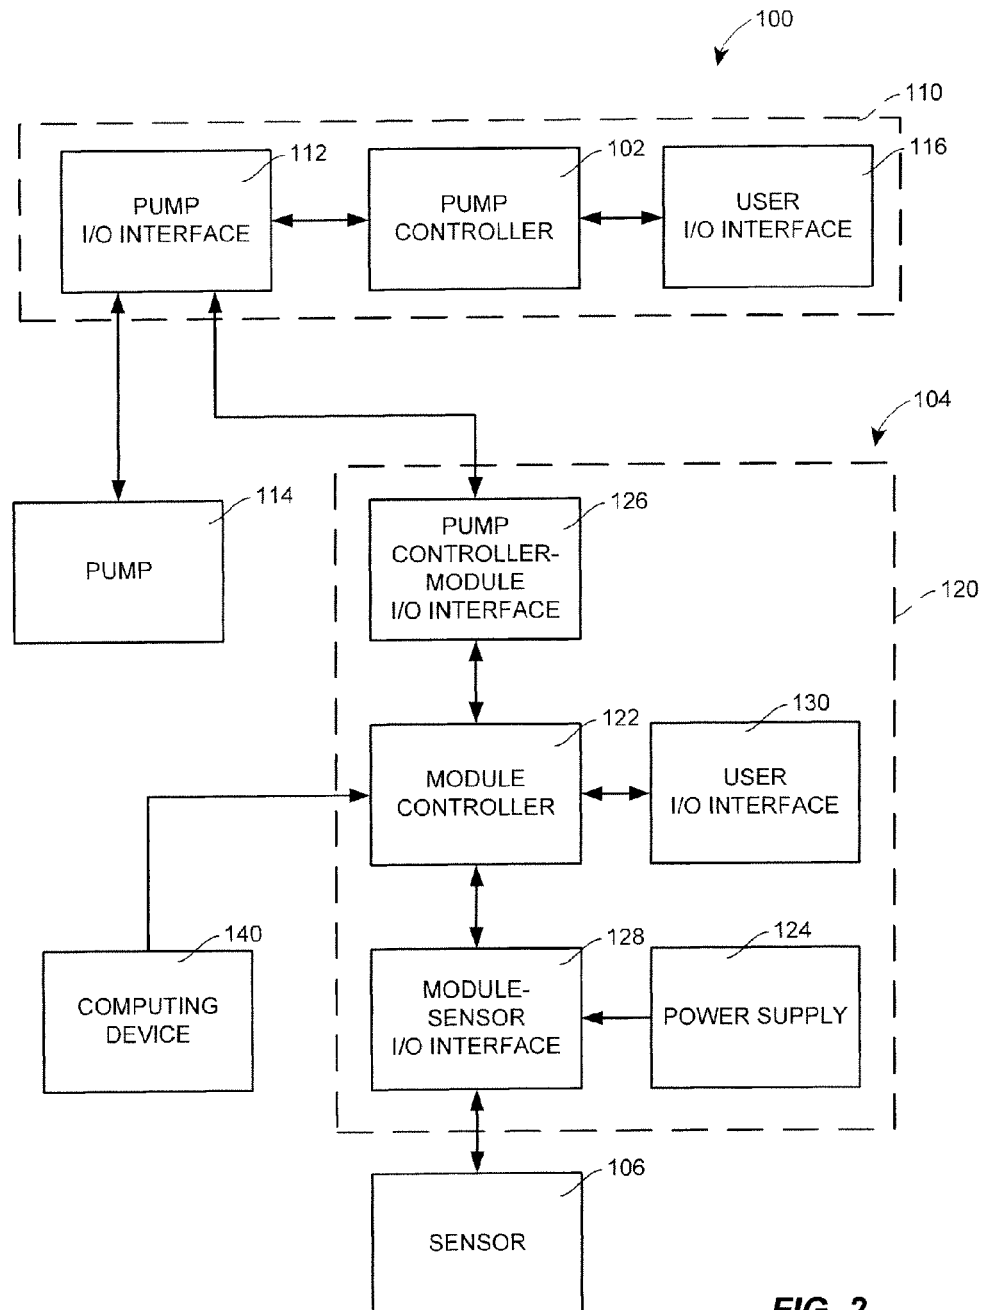 100
110
112
102
116
PUMP
I/O INTERFACE
PUMP
CONTROLLER
USER
I/O INTERFACE
104
114
PUMP
126
PUMP
CONTROLLER-
MODULE
I/O INTERFACE
120
122
MODULE
CONTROLLER
130
USER
I/O INTERFACE
140
COMPUTING
DEVICE
128
MODULE-
SENSOR
I/O INTERFACE
124
POWER SUPPLY
106
SENSOR
FIG. 2